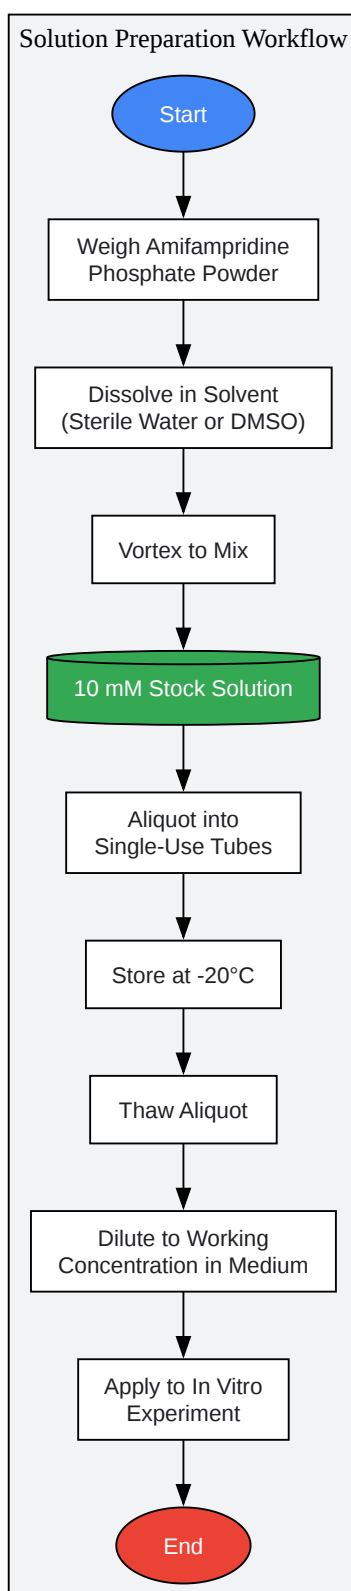 Solution Preparation Workflow
Start
Weigh Amifampridine
Phosphate Powder
Dissolve in Solvent
(Sterile Water or DMSO)
Vortex to Mix
10 mM Stock Solution
Aliquot into
Single-Use Tubes
Store at -20°C
Thaw Aliquot
Dilute to Working
Concentration in Medium
Apply to In Vitro
Experiment
End